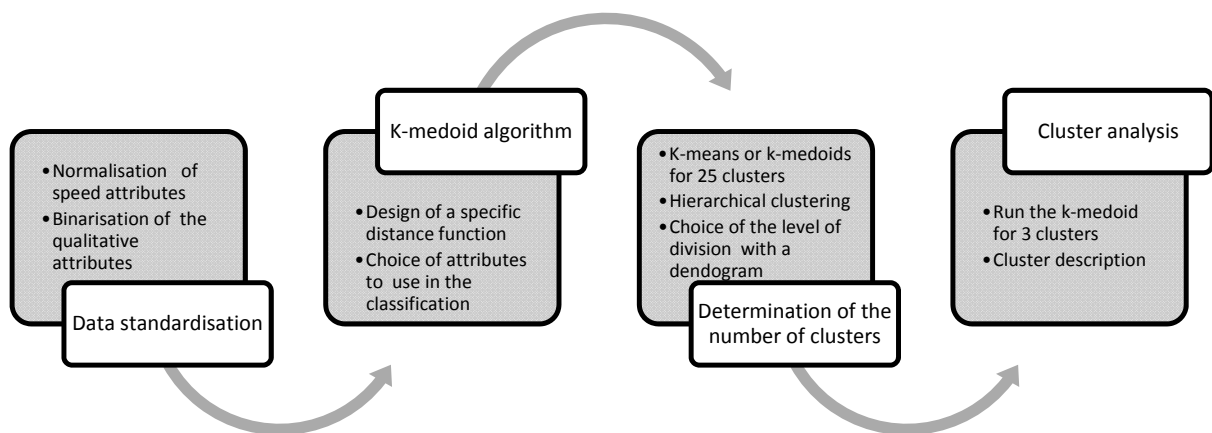 • Normalisation of
speed attributes
• Binarisation of the
qualitative
attributes
Data standardisation
K-medoid algorithm
• Design of a specific
distance function
• Choice of attributes
to use in the
classification
• K-means or k-medoids
for 25 clusters
• Hierarchical clustering
• Choice of the level of
division with a
dendogram
Determination of the
number of clusters
Cluster analysis
• Run the k-medoid
for 3 clusters
• Cluster description